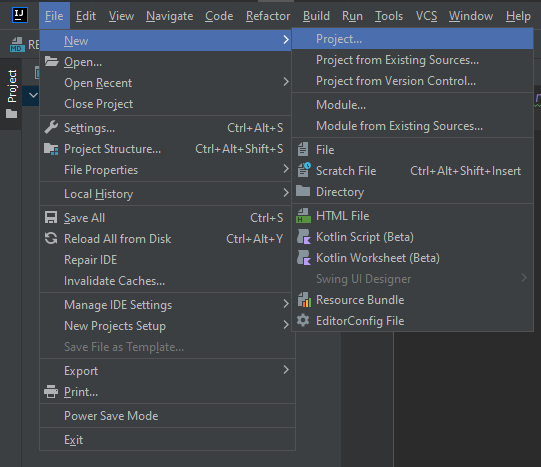 IJ File Edit View Navigate Code Refactor Build Run Tools VCS Window Help
MD RE
Project
New
Open...
Open Recent
Close Project
Settings... Ctrl+Alt+S
Project Structure... Ctrl+Alt+Shift+S
File Properties
Local History
Save All Ctrl+S
Reload All from Disk Ctrl+Alt+Y
Repair IDE
Invalidate Caches...
Manage IDE Settings
New Projects Setup
Save File as Template...
Export
Print...
Power Save Mode
Exit
Project...
Project from Existing Sources...
Project from Version Control...
Module...
Module from Existing Sources...
File
Scratch File Ctrl+Alt+Shift+Insert
Directory
HTML File
Kotlin Script (Beta)
Kotlin Worksheet (Beta)
Swing UI Designer
Resource Bundle
EditorConfig File